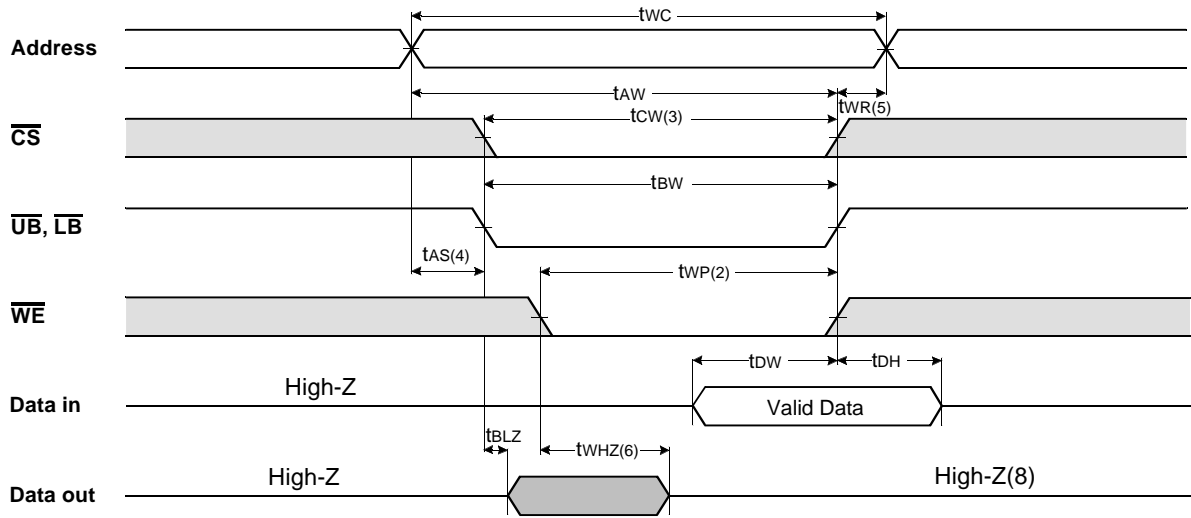 tWC
Address
tAW
tWR(5)
tCW(3)
CS
tBW
UB, LB
tAS(4)
tWP(2)
WE
tDW
tDH
High-Z
Data in
Valid Data
tBLZ
tWHZ(6)
High-Z
High-Z(8)
Data out